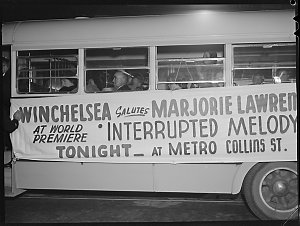 WINCHELSEA SALUTES MARJORIE LAWREN
AT WORLD PREMIERE
"INTERRUPTED MELODY
TONIGHT - AT METRO COLLINS ST.